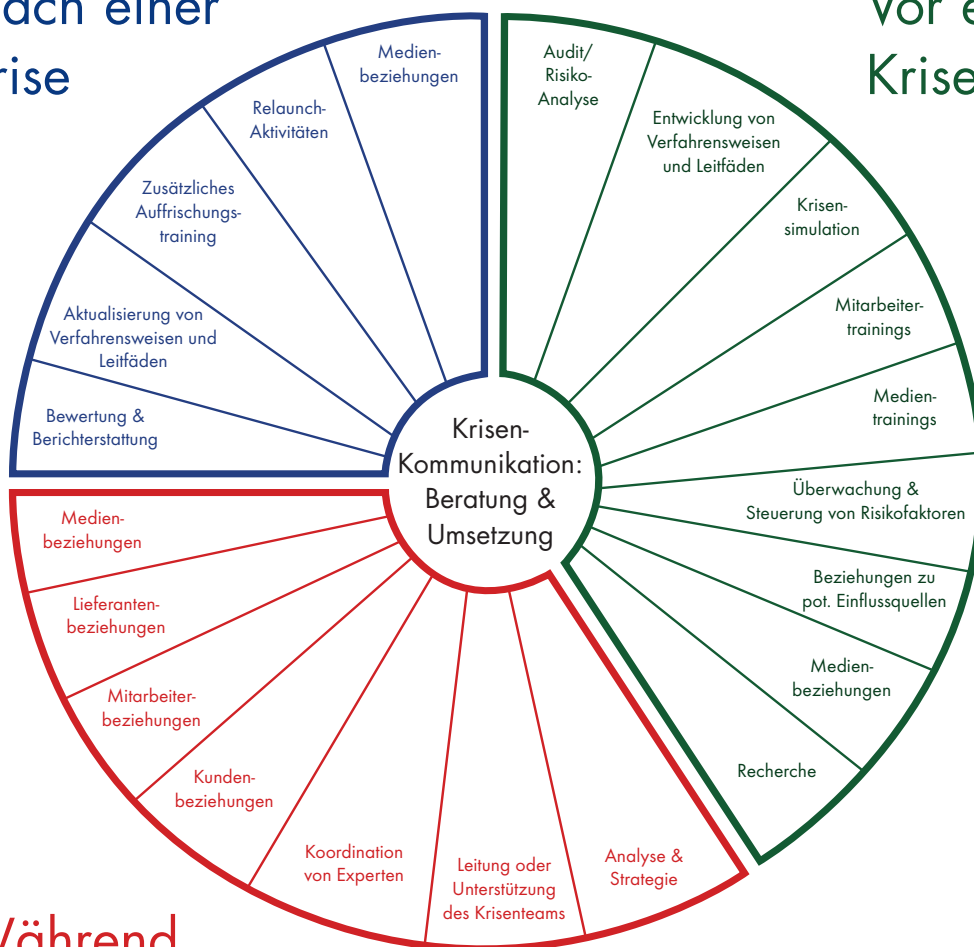 ach einer
rise
Vor e
Krise
Medien-
beziehungen
Relaunch-
Aktivitäten
Zusätzliches
Auffrischungs-
training
Aktualisierung von
Verfahrensweisen und
Leitfäden
Bewertung &
Berichterstattung
Audit/
Risiko-
Analyse
Entwicklung von
Verfahrensweisen
und Leitfäden
Krisen-
simulation
Mitarbeiter-
trainings
Medien-
trainings
Überwachung &
Steuerung von Risikofaktoren
Beziehungen zu
pot. Einflussquellen
Medien-
beziehungen
Recherche
Krisen-
Kommunikation:
Beratung &
Umsetzung
Medien-
beziehungen
Lieferanten-
beziehungen
Mitarbeiter-
beziehungen
Kunden-
beziehungen
Koordination
von Experten
Leitung oder
Unterstützung
des Krisenteams
Analyse &
Strategie
Während